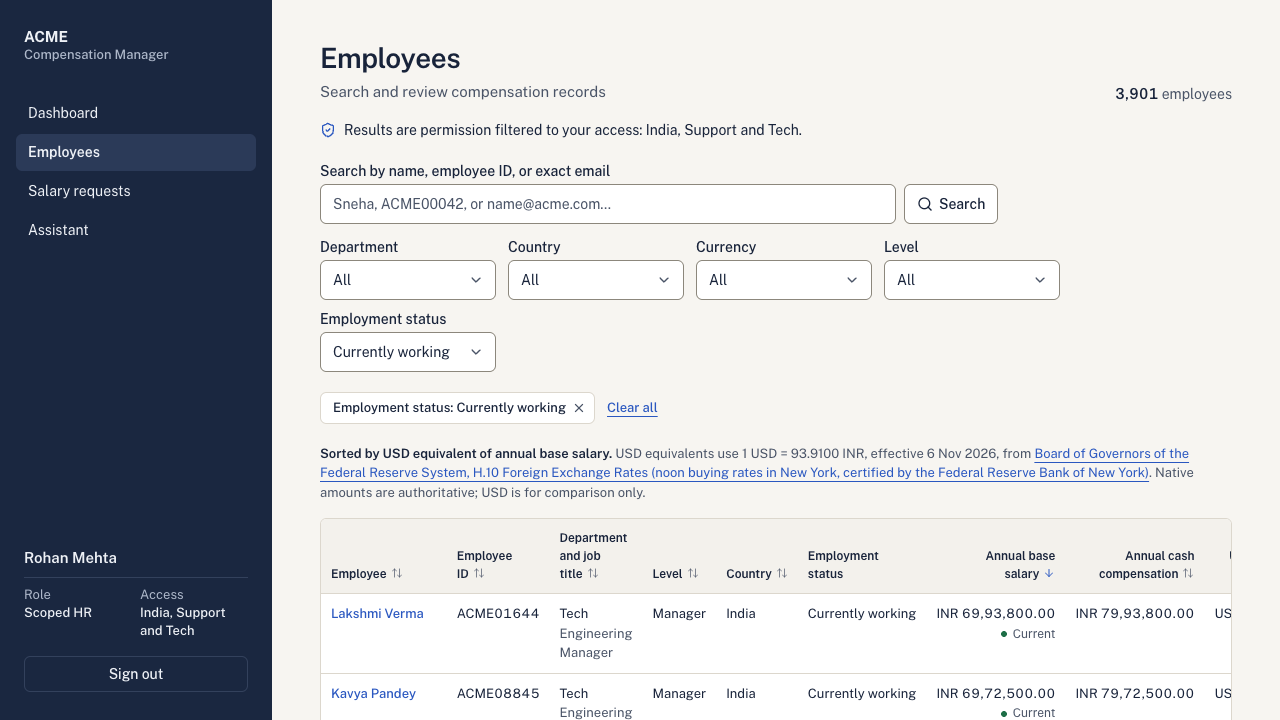 ACME
Compensation Manager
Dashboard
Employees
Salary requests
Assistant
Rohan Mehta
Role
Scoped HR
Access
India, Support
and Tech
Sign out
Employees
Search and review compensation records
3,901 employees
Results are permission filtered to your access: India, Support and Tech.
Search by name, employee ID, or exact email
Sneha, ACME00042, or name@acme.com...
Search
Department
Country
Currency
Level
All
All
All
All
Employment status
Currently working
Employment status: Currently working
Clear all
Sorted by USD equivalent of annual base salary. USD equivalents use 1 USD = 93.9100 INR, effective 6 Nov 2026, from Board of Governors of the
Federal Reserve System, H.10 Foreign Exchange Rates (noon buying rates in New York, certified by the Federal Reserve Bank of New York). Native
amounts are authoritative; USD is for comparison only.
Employee
Employee
ID
Department
and job
title
Level
Country
Employment
status
Annual base
salary
Annual cash
compensation
Lakshmi Verma
ACME01644
Tech
Engineering
Manager
Manager
India
Currently working
INR 69,93,800.00
Current
INR 79,93,800.00
US
Kavya Pandey
ACME08845
Tech
Engineering
Manager
India
Currently working
INR 69,72,500.00
Current
INR 79,72,500.00
US